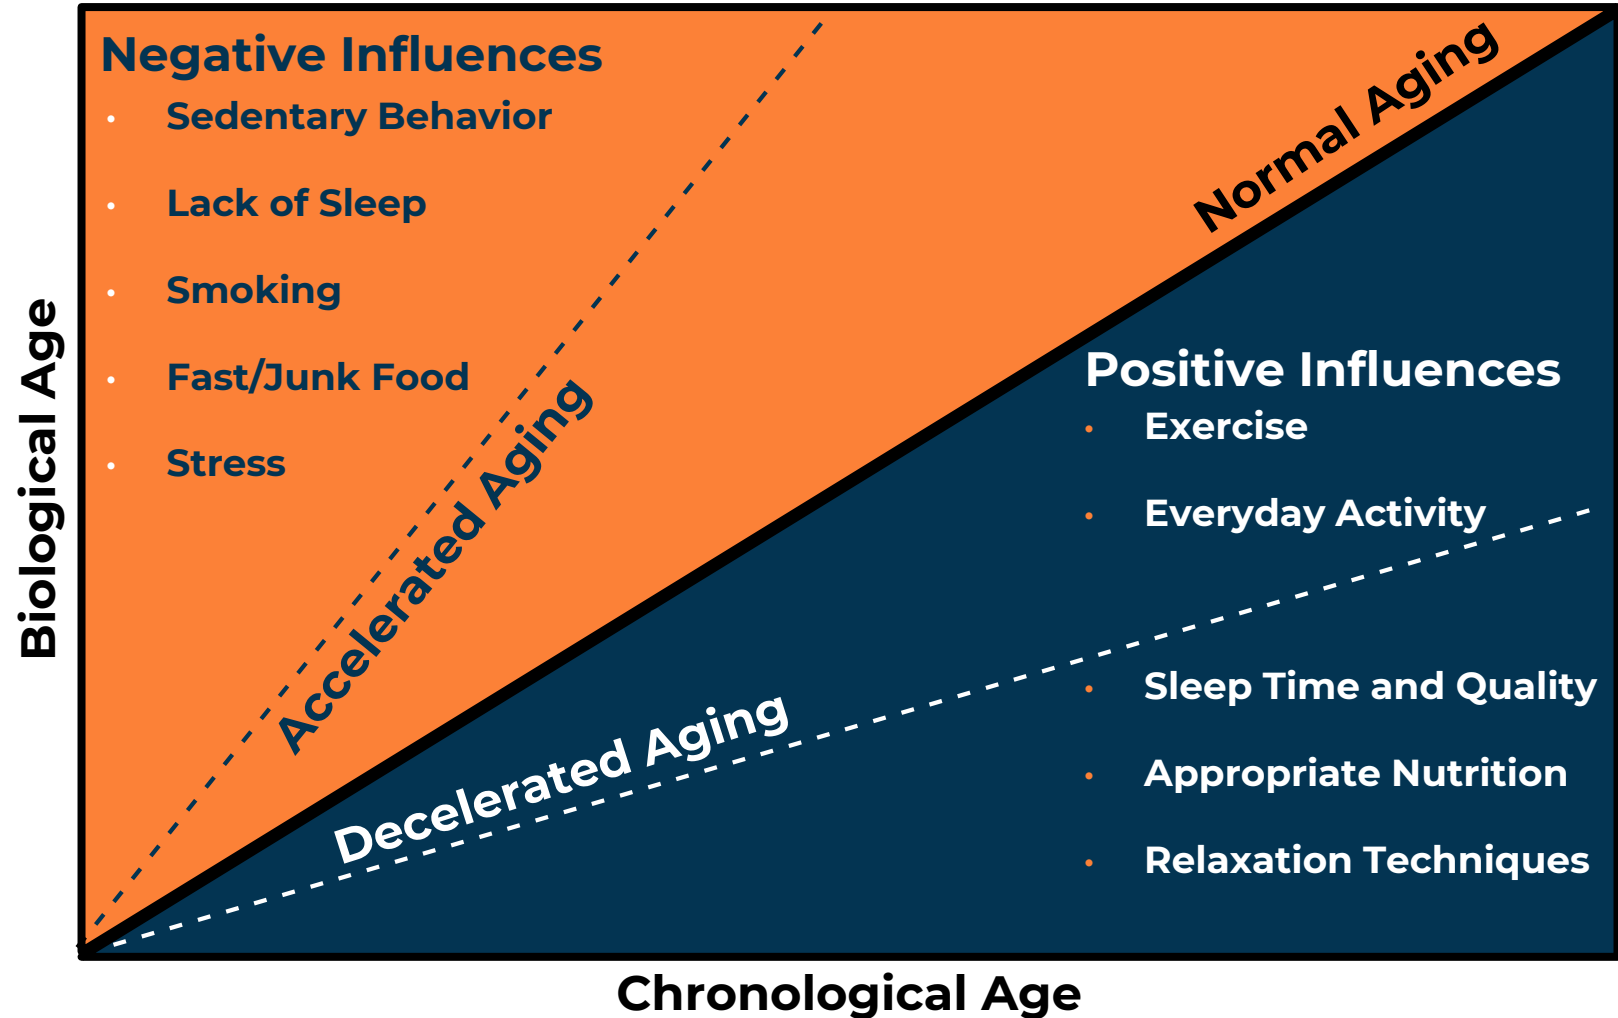 Negative Influences
• Sedentary Behavior
• Lack of Sleep
• Smoking
• Fast/Junk Food
• Stress
Accelerated Aging
Normal Aging
Positive Influences
• Exercise
• Everyday Activity
• Sleep Time and Quality
• Appropriate Nutrition
• Relaxation Techniques
Decelerated Aging
Biological Age
Chronological Age